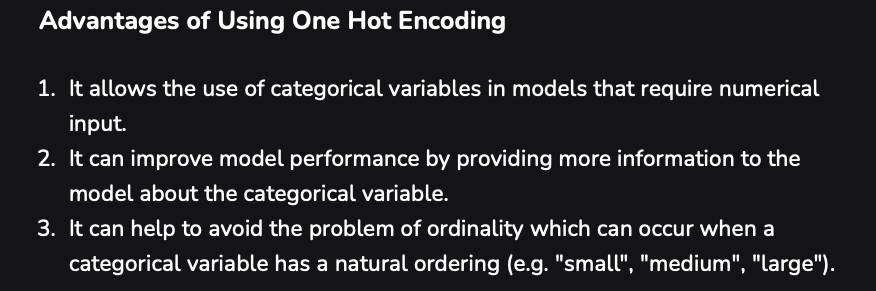 Advantages of Using One Hot Encoding
1. It allows the use of categorical variables in models that require numerical
input.
2. It can improve model performance by providing more information to the
model about the categorical variable.
3. It can help to avoid the problem of ordinality which can occur when a
categorical variable has a natural ordering (e.g. "small", "medium", "large").